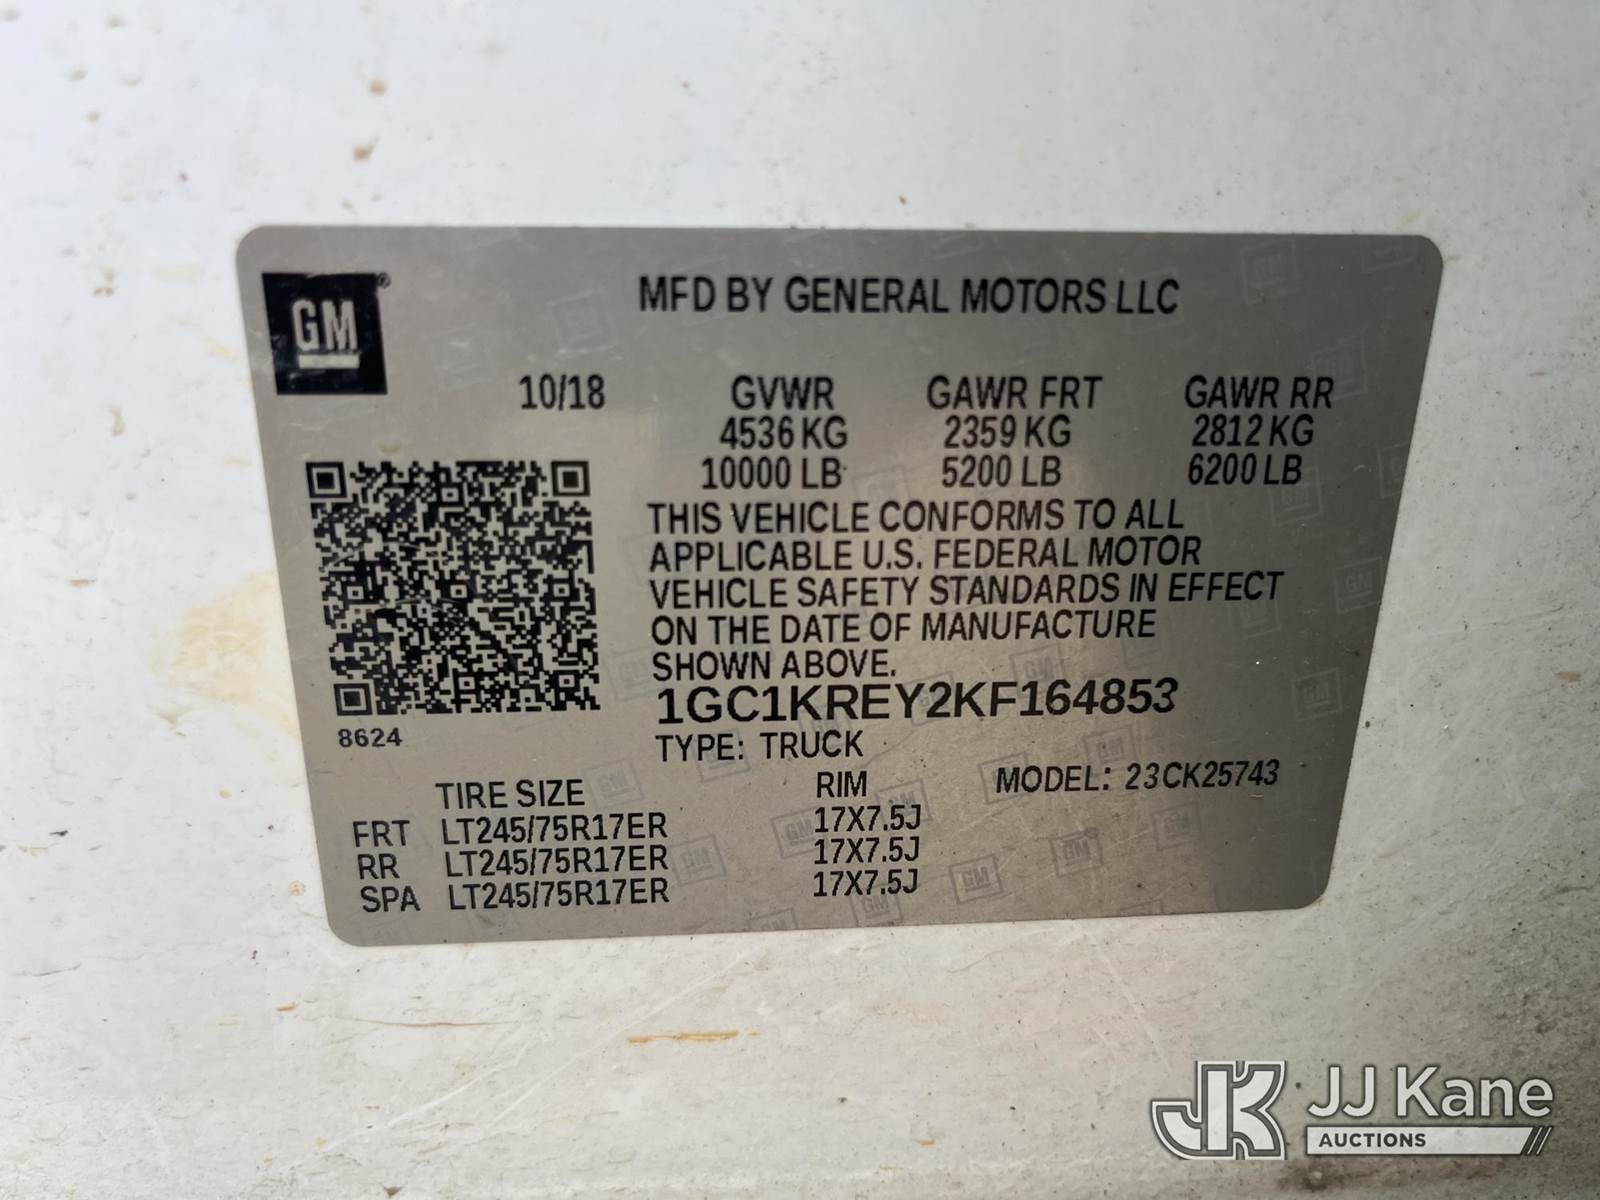 GM
MFD BY GENERAL MOTORS LLC
10/18 GVWR GAWR FRT GAWR RR
4536 KG 2359 KG 2812 KG
10000 LB 5200 LB 6200 LB
THIS VEHICLE CONFORMS TO ALL
APPLICABLE U.S. FEDERAL MOTOR
VEHICLE SAFETY STANDARDS IN EFFECT
ON THE DATE OF MANUFACTURE
SHOWN ABOVE.
1GC1KREY2KF164853
8624
TYPE: TRUCK
TIRE SIZE RIM MODEL: 23CK25743
FRT LT245/75R17ER 17X7.5J
RR LT245/75R17ER 17X7.5J
SPA LT245/75R17ER 17X7.5J
JK JJ Kane
AUCTIONS